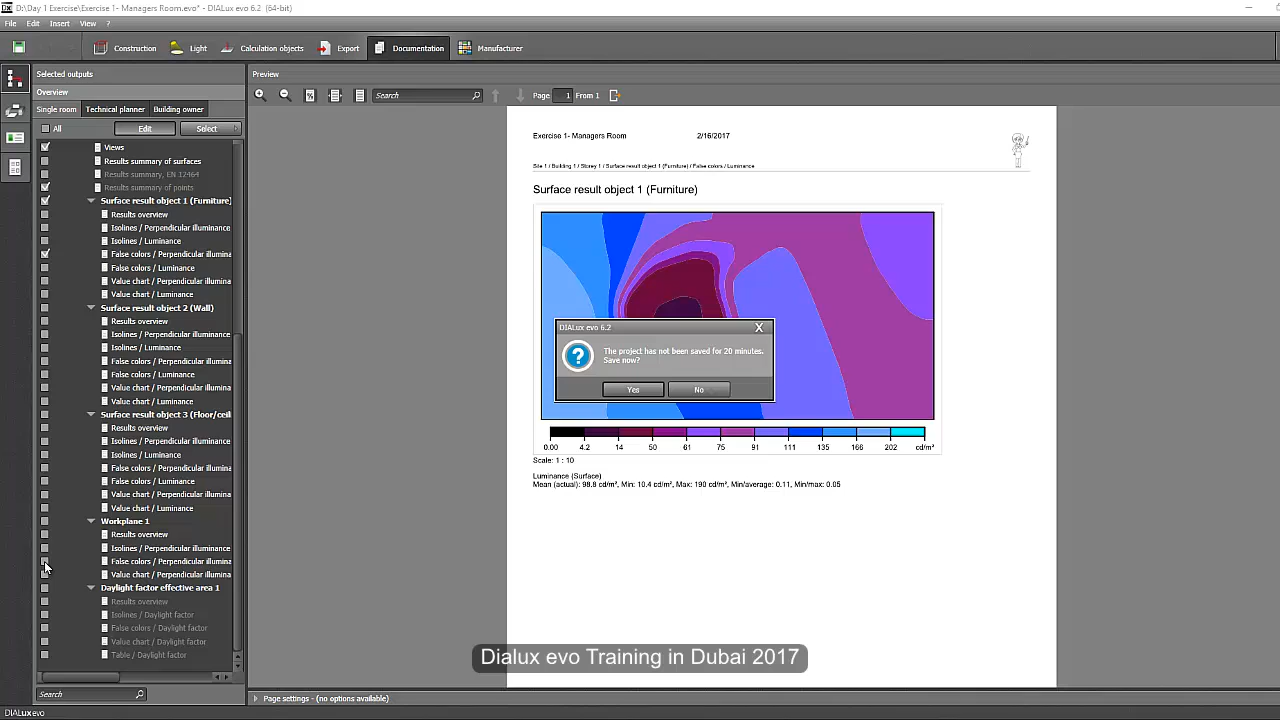 D:\Day 1 Exercise\Exercise 1- Managers Room.evo* - DIALux evo 6.2 (64-bit)
File Edit Insert View ?
Construction Light Calculation objects Export Documentation Manufacturer
Selected outputs
Preview
Overview
Single room Technical planner Building owner
Search Page 1 From 1
All Edit Select
Views
Results summary of surfaces
Results summary, EN 12464
Results summary of points
Surface result object 1 (Furniture)
Results overview
Isolines / Perpendicular illuminance
Isolines / Luminance
False colors / Perpendicular illumina
False colors / Luminance
Value chart / Perpendicular illumina
Value chart / Luminance
Surface result object 2 (Wall)
Results overview
Isolines / Perpendicular illuminance
Isolines / Luminance
False colors / Perpendicular illumina
False colors / Luminance
Value chart / Perpendicular illumina
Value chart / Luminance
Surface result object 3 (Floor/ceili
Results overview
Isolines / Perpendicular illuminance
Isolines / Luminance
False colors / Perpendicular illumina
False colors / Luminance
Value chart / Perpendicular illumina
Value chart / Luminance
Workplane 1
Results overview
Isolines / Perpendicular illuminance
False colors / Perpendicular illumina
Value chart / Perpendicular illumina
Daylight factor effective area 1
Results overview
Isolines / Daylight factor
False colors / Daylight factor
Value chart / Daylight factor
Table / Daylight factor
Search
DIALux evo
Exercise 1- Managers Room 2/16/2017
Site 1 / Building 1 / Storey 1 / Surface result object 1 (Furniture) / False colors / Luminance
Surface result object 1 (Furniture)
DIALux evo 6.2 X
The project has not been saved for 20 minutes.
Save now?
Yes No
0.00 4.2 14 50 61 75 91 111 135 166 202 cd/m²
Scale: 1 : 10
Luminance (Surface)
Mean (actual): 98.8 cd/m², Min: 10.4 cd/m², Max: 190 cd/m², Min/average: 0.11, Min/max: 0.05
Dialux evo Training in Dubai 2017
Page settings - (no options available)